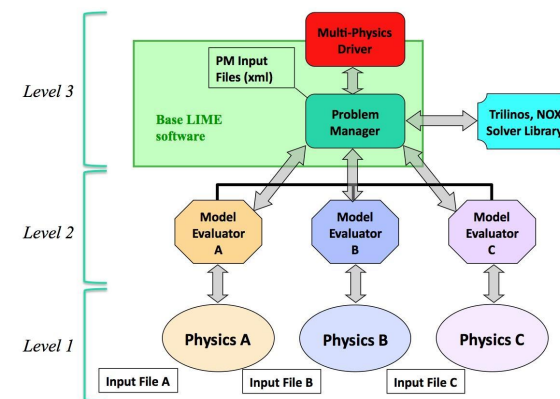 Multi-Physics
Driver
PM Input
Files (xml)
Level 3
Base LIME
software
Problem
Manager
Trilinos, NOX
Solver Library
Level 2
Model
Evaluator
A
Model
Evaluator
B
Model
Evaluator
C
Level 1
Physics A
Physics B
Physics C
Input File A
Input File B
Input File C